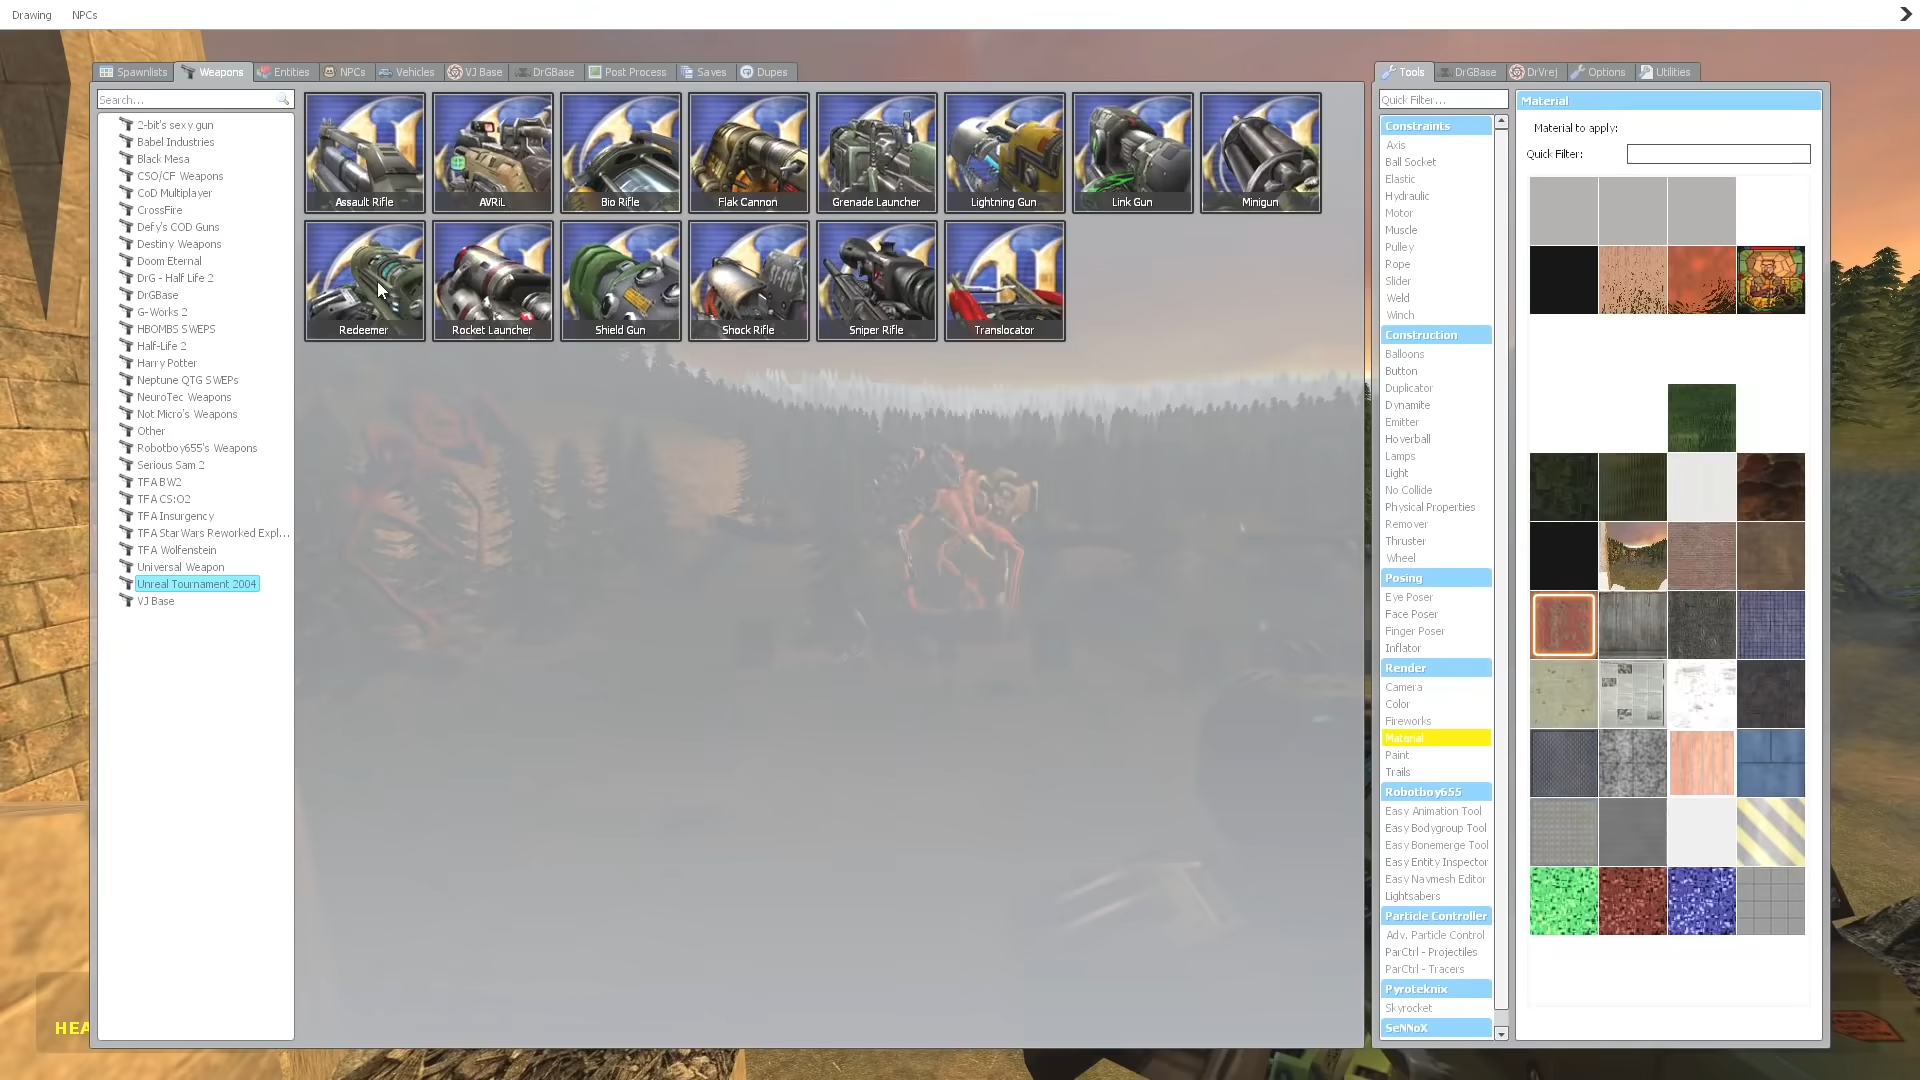 Drawing NPCs
Spawnlists Weapons Entities NPCs Vehicles VJ Base DrGBase Post Process Saves Dupes
Search...
2-bit's sexy gun
Babel Industries
Black Mesa
CSO/CF Weapons
CoD Multiplayer
CrossFire
Defy's COD Guns
Destiny Weapons
Doom Eternal
DrG - Half Life 2
DrGBase
G-Works 2
HBOMBS SWEPS
Half-Life 2
Harry Potter
Neptune QTG SWEPs
NeuroTec Weapons
Not Micro's Weapons
Other
Robotboy655's Weapons
Serious Sam 2
TFA BW2
TFA CS:O2
TFA Insurgency
TFA StarWars Reworked Expl...
TFA Wolfenstein
Universal Weapon
Unreal Tournament 2004
VJ Base
Assault Rifle AVRiL Bio Rifle Flak Cannon Grenade Launcher Lightning Gun Link Gun Minigun
Redeemer Rocket Launcher Shield Gun Shock Rifle Sniper Rifle Translocator
HEA
Tools DrGBase DrVrej Options Utilities
Quick Filter...
Constraints
Axis
Ball Socket
Elastic
Hydraulic
Motor
Muscle
Pulley
Rope
Slider
Weld
Winch
Construction
Balloons
Button
Duplicator
Dynamite
Emitter
Hoverball
Lamps
Light
No Collide
Physical Properties
Remover
Thruster
Wheel
Posing
Eye Poser
Face Poser
Finger Poser
Inflator
Render
Camera
Color
Fireworks
Material
Paint
Trails
Robotboy655
Easy Animation Tool
Easy Bodygroup Tool
Easy Bonemerge Tool
Easy Entity Inspector
Easy Navmesh Editor
Lightsabers
Particle Controller
Adv. Particle Control
ParCtrl - Projectiles
ParCtrl - Tracers
Pyroteknix
Skyrocket
SeNNoX
Material
Material to apply:
Quick Filter: